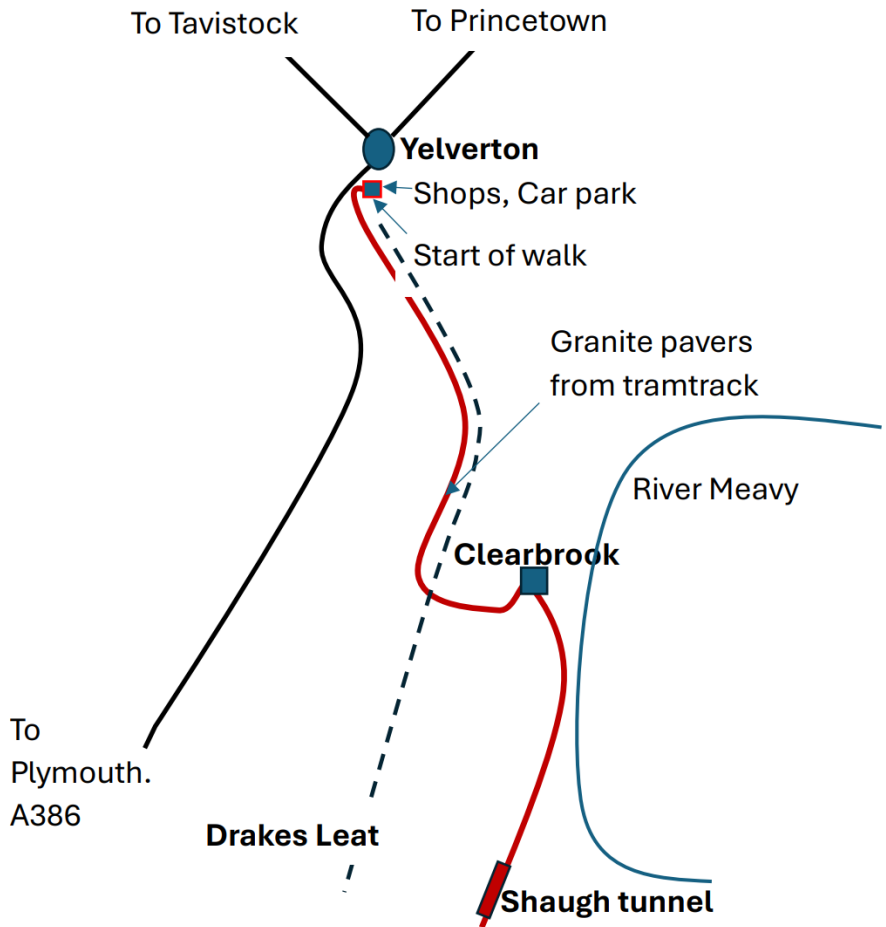 To Tavistock
To Princetown
Yelverton
Shops, Car park
Start of walk
Granite pavers
from tramtrack
River Meavy
Clearbrook
To
Plymouth.
A386
Drakes Leat
Shaugh tunnel